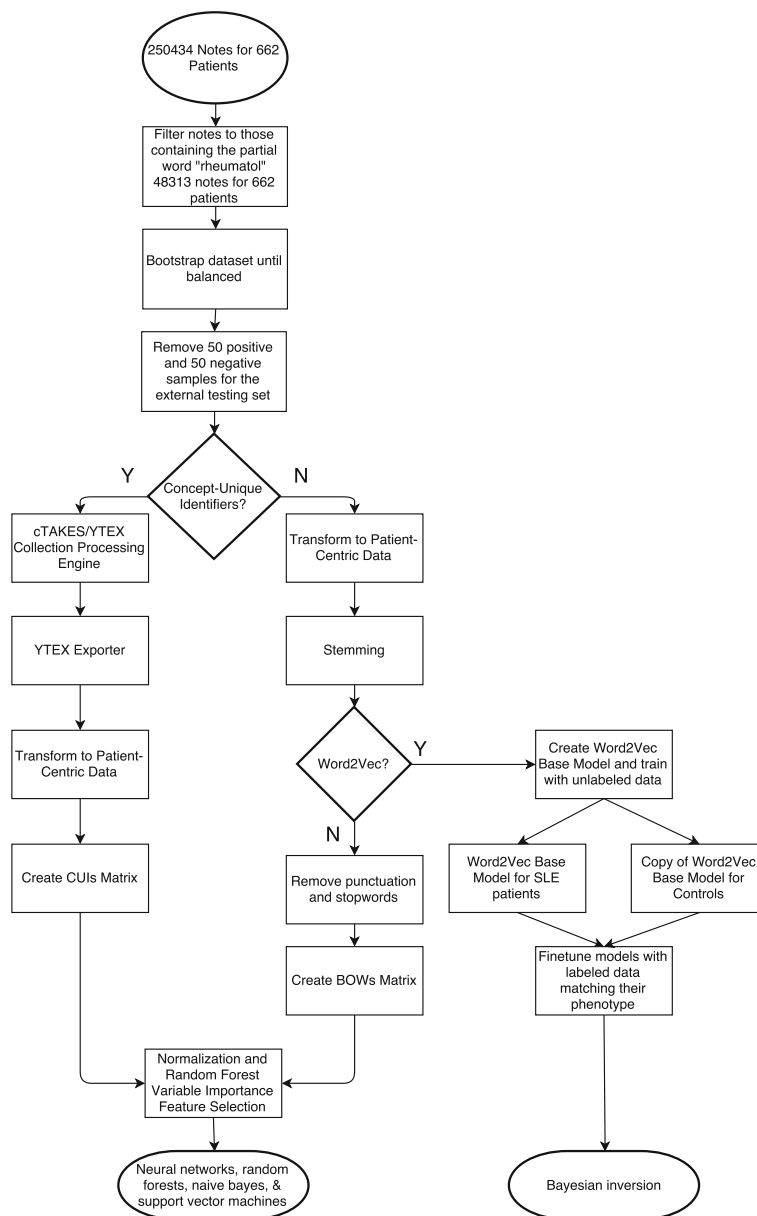 250434 Notes for 662
Patients
Filter notes to those
containing the partial
word "rheumatol"
48313 notes for 662
patients
Bootstrap dataset until
balanced
Remove 50 positive
and 50 negative
samples for the
external testing set
Concept-Unique
Identifiers?
Y
N
cTAKES/YTEX
Collection Processing
Engine
Transform to Patient-
Centric Data
YTEX Exporter
Stemming
Transform to Patient-
Centric Data
Word2Vec?
Y
N
Create Word2Vec
Base Model and train
with unlabeled data
Create CUIs Matrix
Remove punctuation
and stopwords
Word2Vec Base
Model for SLE
patients
Copy of Word2Vec
Base Model for
Controls
Create BOWs Matrix
Finetune models with
labeled data
matching their
phenotype
Normalization and
Random Forest
Variable Importance
Feature Selection
Neural networks, random
forests, naive bayes, &
support vector machines
Bayesian inversion